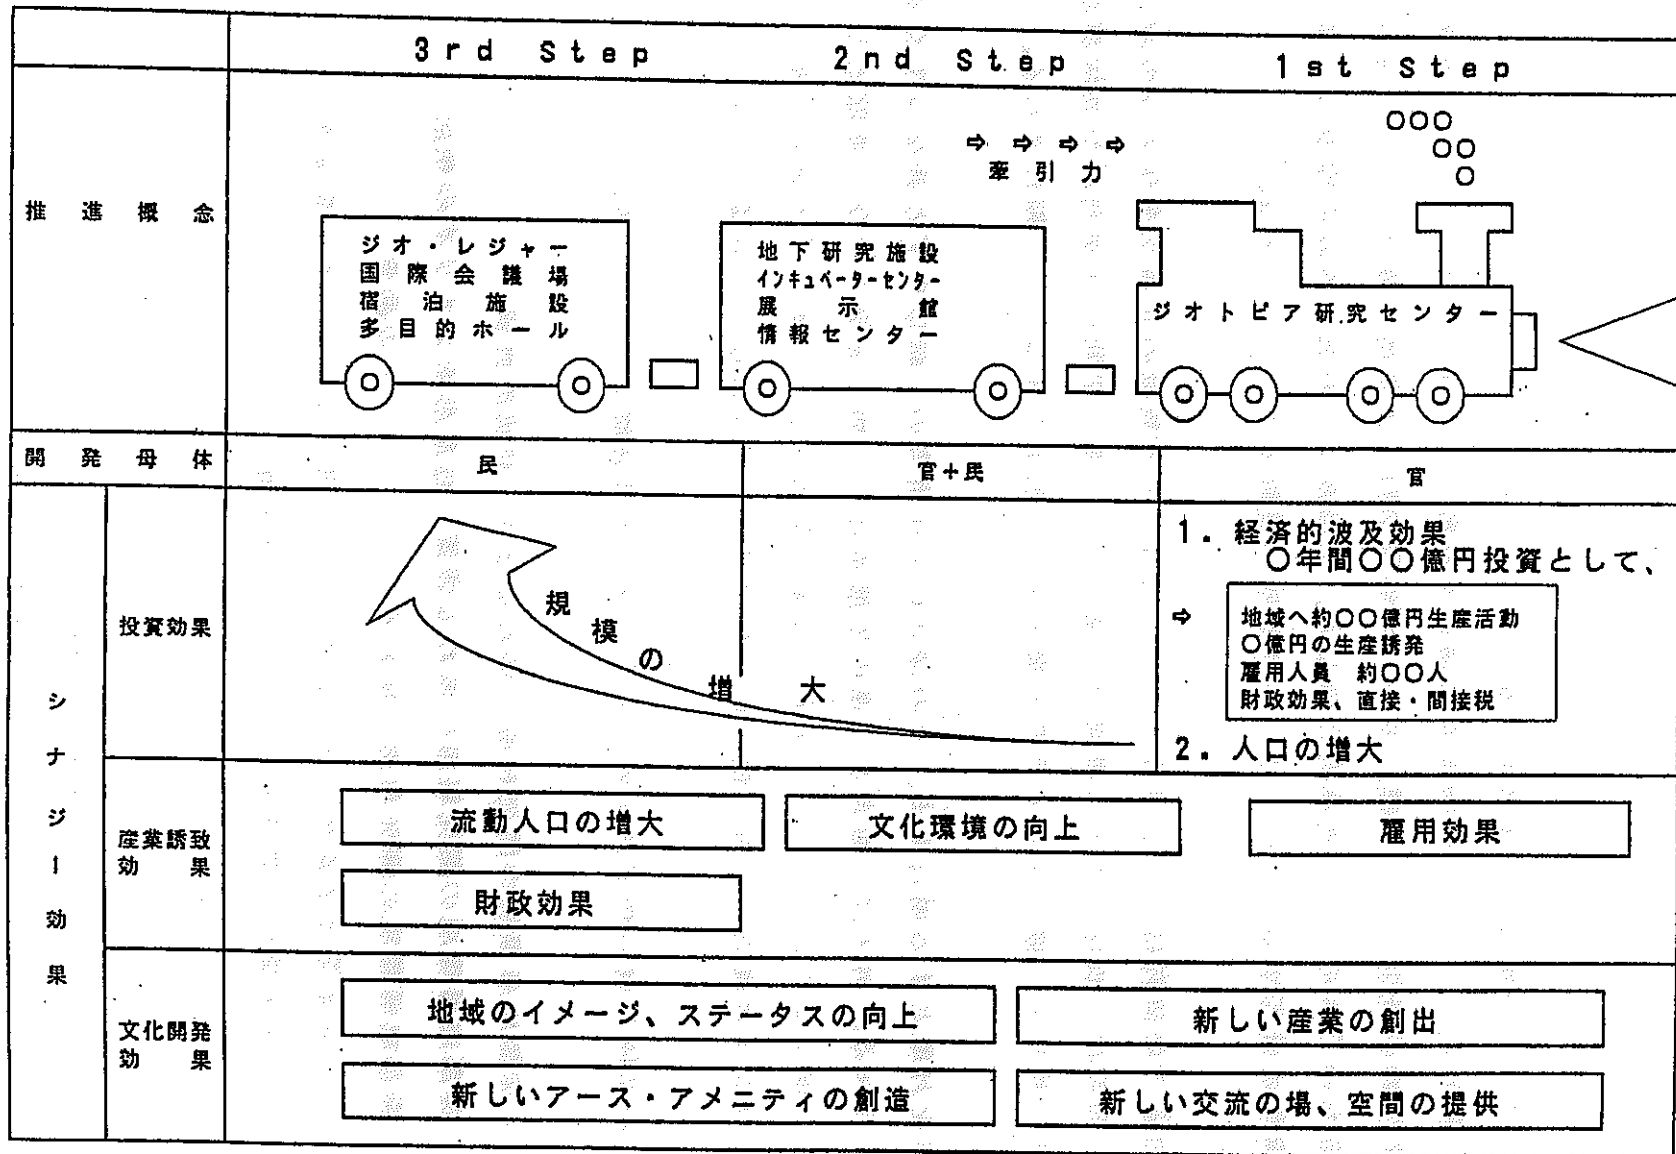 3rd Step
2nd Step
1st Step
推進概念
⇨ ⇨ ⇨ ⇨
牽引力
○○○
○○
○
ジオ・レジャー
国際会議場
宿泊施設
多目的ホール
地下研究施設
インキュベーターセンター
展示館
情報センター
ジオトピア研究センター
開発母体
民
官+民
官
シナジー効果
投資効果
規模の増大
1. 経済的波及効果
○年間○○億円投資として、
⇨
地域へ約○○億円生産活動
○億円の生産誘発
雇用人員 約○○人
財政効果、直接・間接税
2. 人口の増大
産業誘致
効果
流動人口の増大
文化環境の向上
雇用効果
財政効果
文化開発
効果
地域のイメージ、ステータスの向上
新しい産業の創出
新しいアース・アメニティの創造
新しい交流の場、空間の提供